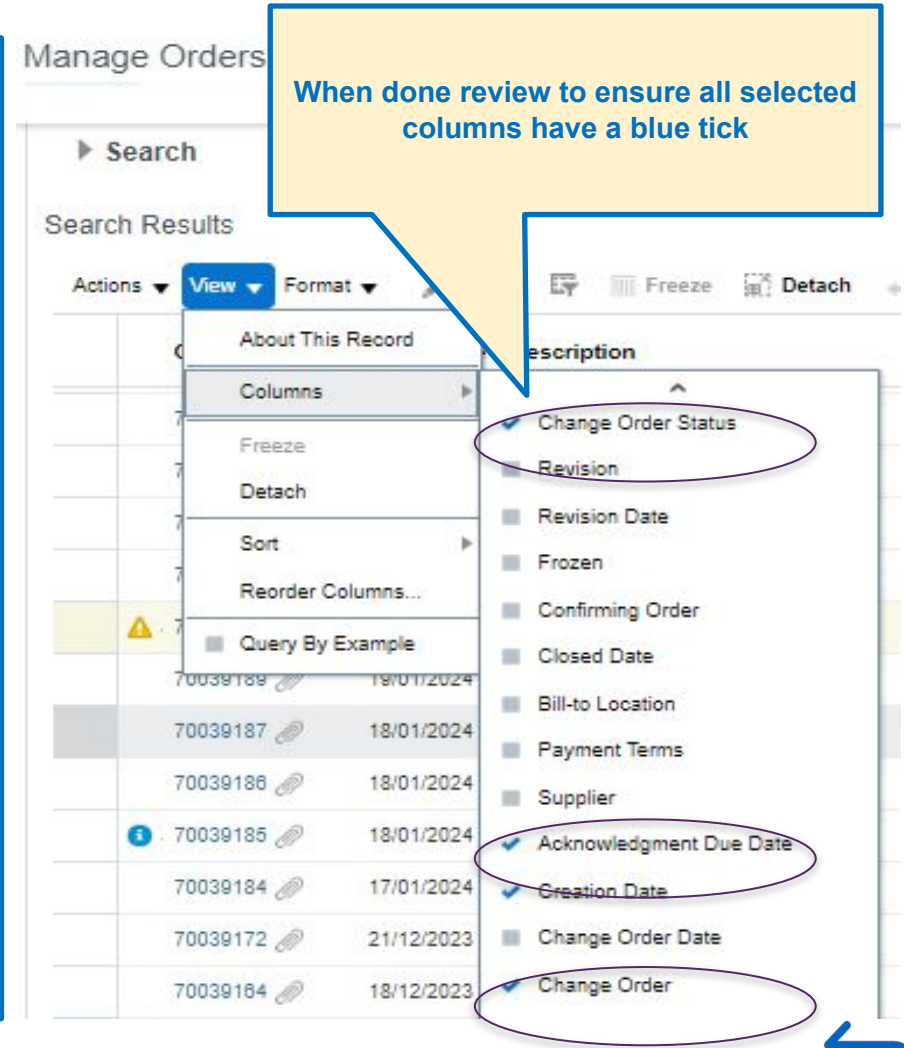 Manage Orders
When done review to ensure all selected
columns have a blue tick
Search
Search Results
Actions View Format Freeze Detach
escription
About This Record
Columns
Freeze
Detach
Sort
Reorder Columns...
Query By Example
Change Order Status
Revision
Revision Date
Frozen
Confirming Order
Closed Date
Bill-to Location
Payment Terms
Supplier
Acknowledgment Due Date
Creation Date
Change Order Date
Change Order
70039189 19/01/2024
70039187 18/01/2024
70039186 18/01/2024
70039185 18/01/2024
70039184 17/01/2024
70039172 21/12/2023
70039164 18/12/2023